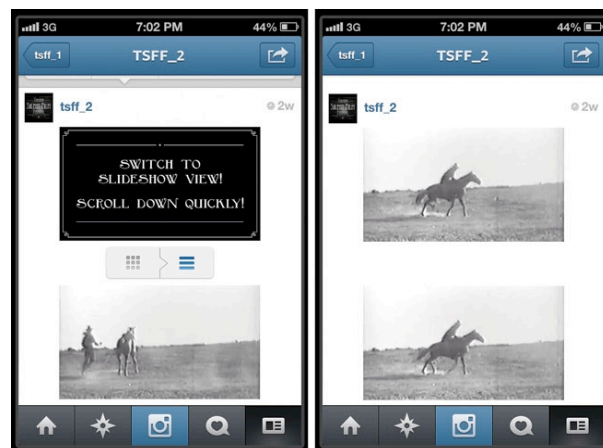 3G 7:02 PM 44%
tsff_1 TSFF_2
tsff_2 2w
SWITCH TO
SLIDESHOW VIEW!
SCROLL DOWN QUICKLY!
3G 7:02 PM 44%
tsff_1 TSFF_2
tsff_2 2w